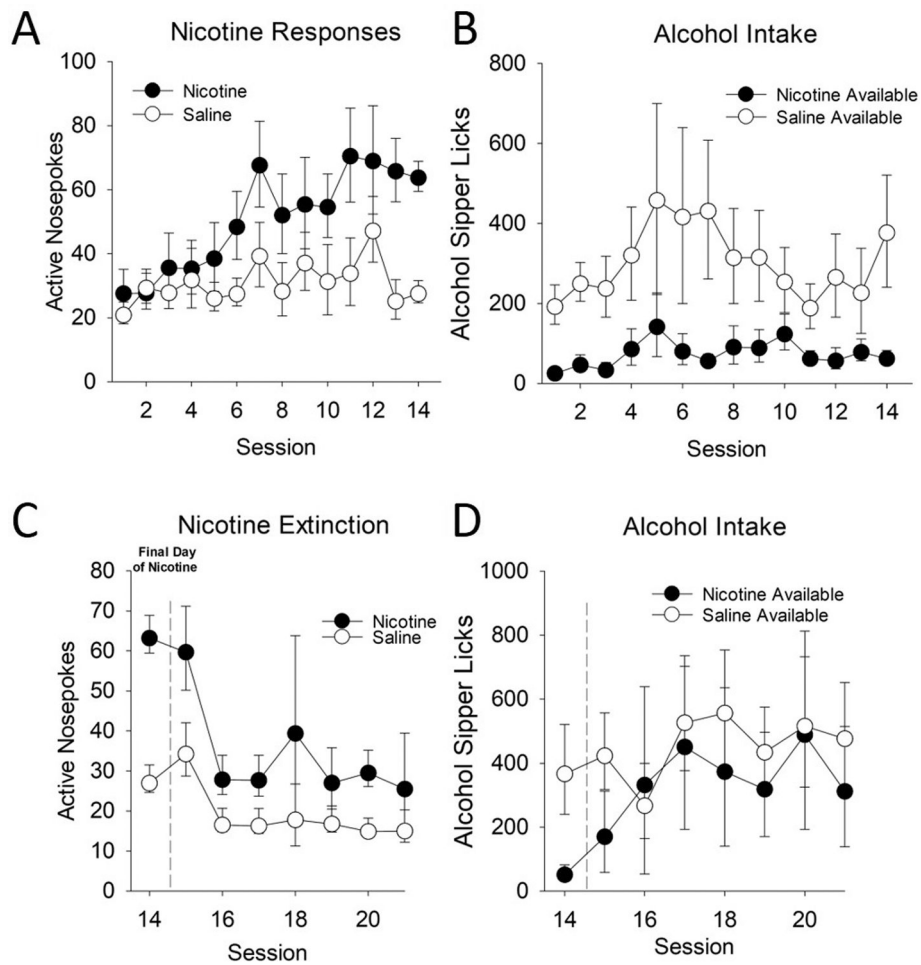 A
Nicotine Responses
100
80
60
40
20
0
Active Nosepokes
Nicotine
Saline
2 4 6 8 10 12 14
Session
B
Alcohol Intake
800
600
400
200
0
Alcohol Sipper Licks
Nicotine Available
Saline Available
2 4 6 8 10 12 14
Session
C
Nicotine Extinction
Final Day
of Nicotine
80
70
60
50
40
30
20
10
0
Active Nosepokes
Nicotine
Saline
14 16 18 20
Session
D
Alcohol Intake
1000
800
600
400
200
0
Alcohol Sipper Licks
Nicotine Available
Saline Available
14 16 18 20
Session